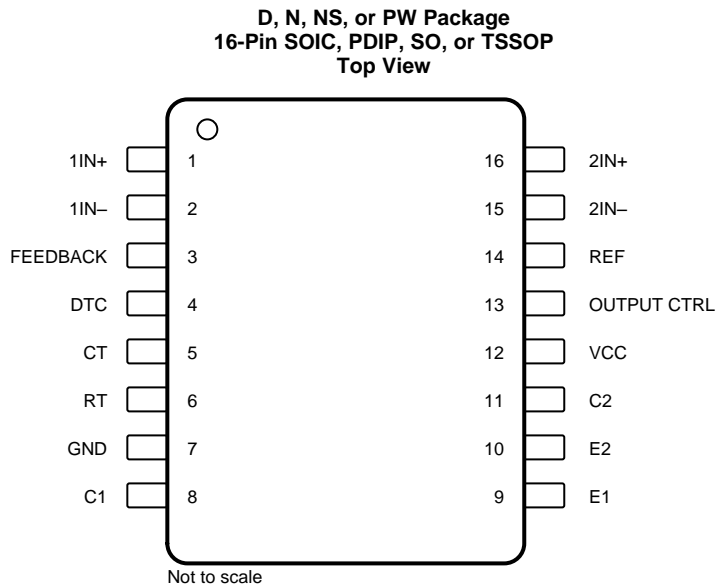 D, N, NS, or PW Package
16-Pin SOIC, PDIP, SO, or TSSOP
Top View
1IN+ 1 16 2IN+
1IN– 2 15 2IN–
FEEDBACK 3 14 REF
DTC 4 13 OUTPUT CTRL
CT 5 12 VCC
RT 6 11 C2
GND 7 10 E2
C1 8 9 E1
Not to scale